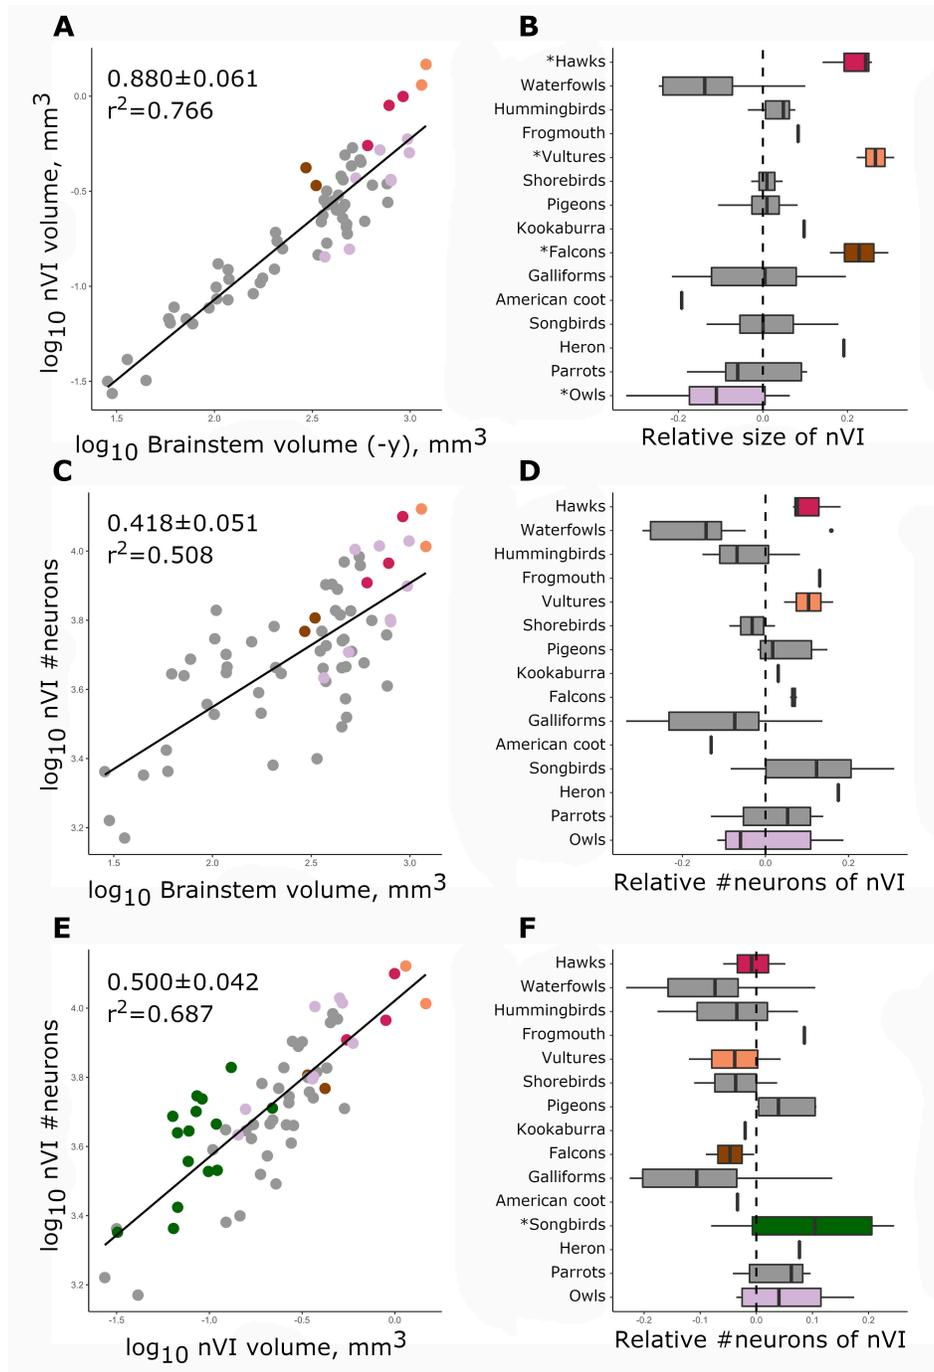 A
0.880±0.061
r²=0.766
log10 nVI volume, mm³
0.0
-0.5
-1.0
-1.5
1.5 2.0 2.5 3.0
log10 Brainstem volume (-y), mm³
B
*Hawks
Waterfowls
Hummingbirds
Frogmouth
*Vultures
Shorebirds
Pigeons
Kookaburra
*Falcons
Galliforms
American coot
Songbirds
Heron
Parrots
*Owls
-0.2 0.0 0.2
Relative size of nVI
C
0.418±0.051
r²=0.508
log10 nVI #neurons
4.0
3.8
3.6
3.4
3.2
1.5 2.0 2.5 3.0
log10 Brainstem volume, mm³
D
Hawks
Waterfowls
Hummingbirds
Frogmouth
Vultures
Shorebirds
Pigeons
Kookaburra
Falcons
Galliforms
American coot
Songbirds
Heron
Parrots
Owls
-0.2 0.0 0.2
Relative #neurons of nVI
E
0.500±0.042
r²=0.687
log10 nVI #neurons
4.0
3.8
3.6
3.4
3.2
-1.5 -1.0 -0.5 0.0
log10 nVI volume, mm³
F
Hawks
Waterfowls
Hummingbirds
Frogmouth
Vultures
Shorebirds
Pigeons
Kookaburra
Falcons
Galliforms
American coot
*Songbirds
Heron
Parrots
Owls
-0.2 -0.1 0.0 0.1 0.2
Relative #neurons of nVI